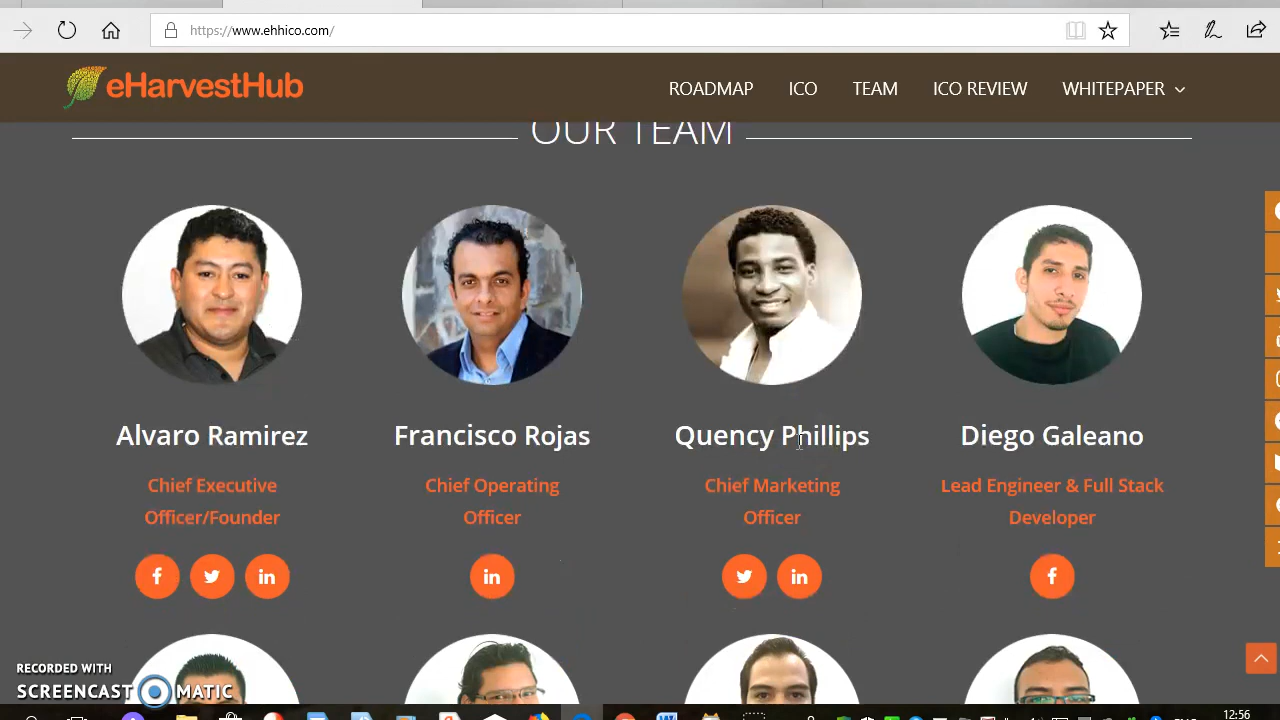 https://www.ehhico.com/
eHarvestHub
ROADMAP ICO TEAM ICO REVIEW WHITEPAPER
OUR TEAM
Alvaro Ramirez
Chief Executive
Officer/Founder
Francisco Rojas
Chief Operating
Officer
Quency Phillips
Chief Marketing
Officer
Diego Galeano
Lead Engineer & Full Stack
Developer
RECORDED WITH
SCREENCAST MATIC
12:56